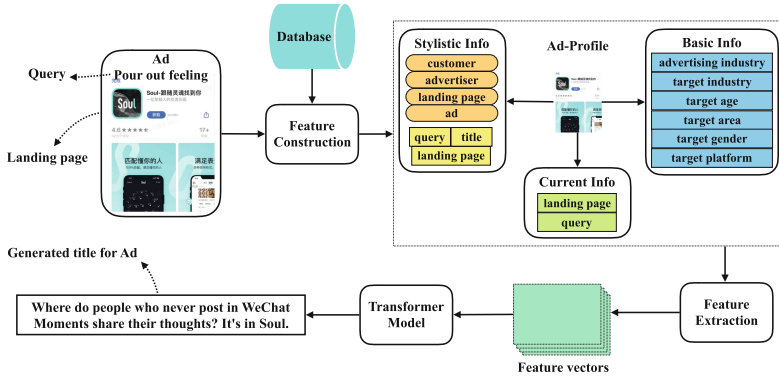 Ad
Pour out feeling
Query
Landing page
Soul
Soul-跟随灵魂找到你
4.6★★★★★
17+
匹配懂你的人
满足表
Database
Feature
Construction
Stylistic Info
customer
advertiser
landing page
ad
query
title
landing page
Ad-Profile
Current Info
landing page
query
Basic Info
advertising industry
target industry
target age
target area
target gender
target platform
Feature
Extraction
Feature vectors
Transformer
Model
Generated title for Ad
Where do people who never post in WeChat
Moments share their thoughts? It's in Soul.